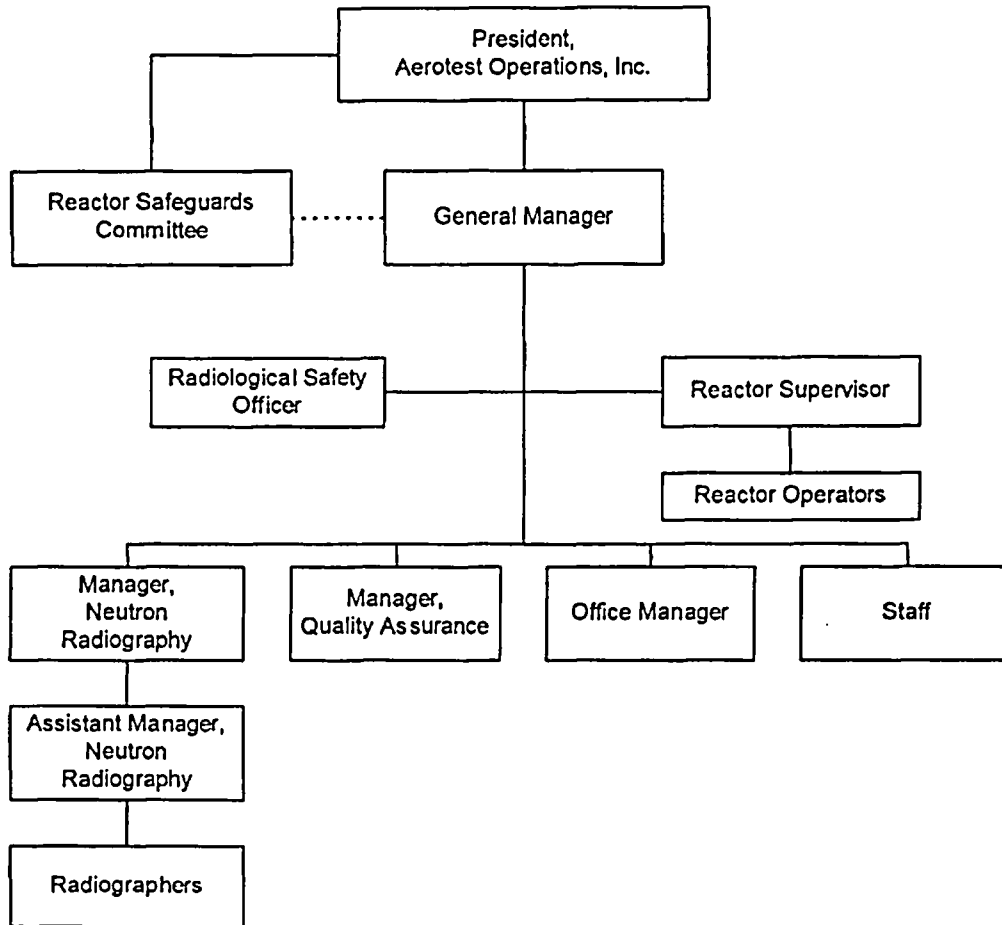 President,
Aerotest Operations, Inc.
Reactor Safeguards
Committee
General Manager
Radiological Safety
Officer
Reactor Supervisor
Reactor Operators
Manager,
Neutron
Radiography
Manager,
Quality Assurance
Office Manager
Staff
Assistant Manager,
Neutron
Radiography
Radiographers